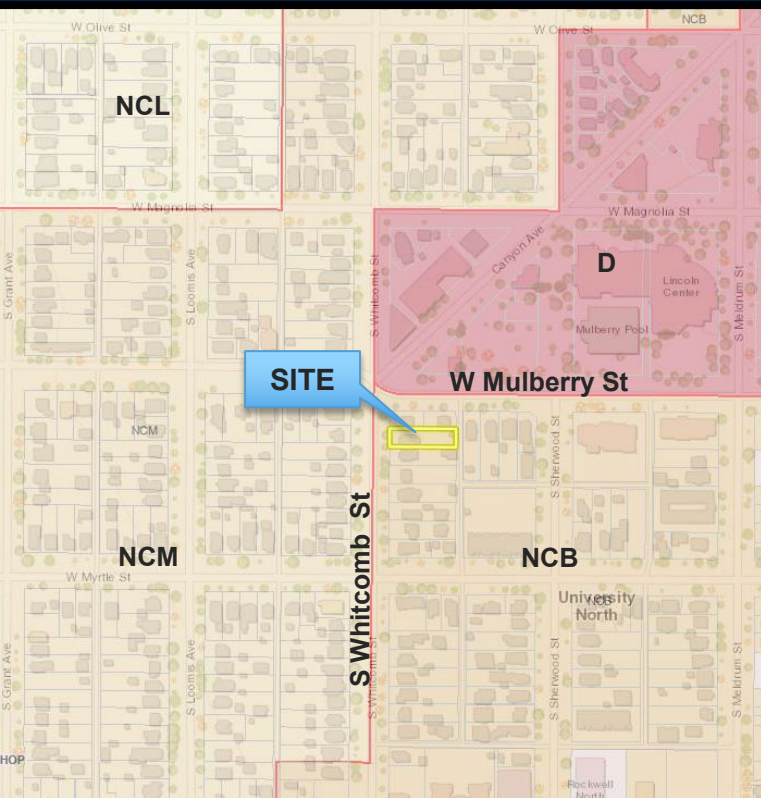 W Olive St
W Olive St
NCB
NCL
W Magnolia St
W Magnolia St
S Grant Ave
S Loomis Ave
S Whitcomb St
Canyon Ave
D
Lincoln
Center
S Meldrum St
Mulberry Pool
SITE
W Mulberry St
NCM
S Sherwood St
S Whitcomb St
NCM
NCB
W Myrtle St
University
NCB
North
S Grant Ave
S Loomis Ave
S Whitcomb St
S Sherwood St
S Meldrum St
HOP
Rockwell
North